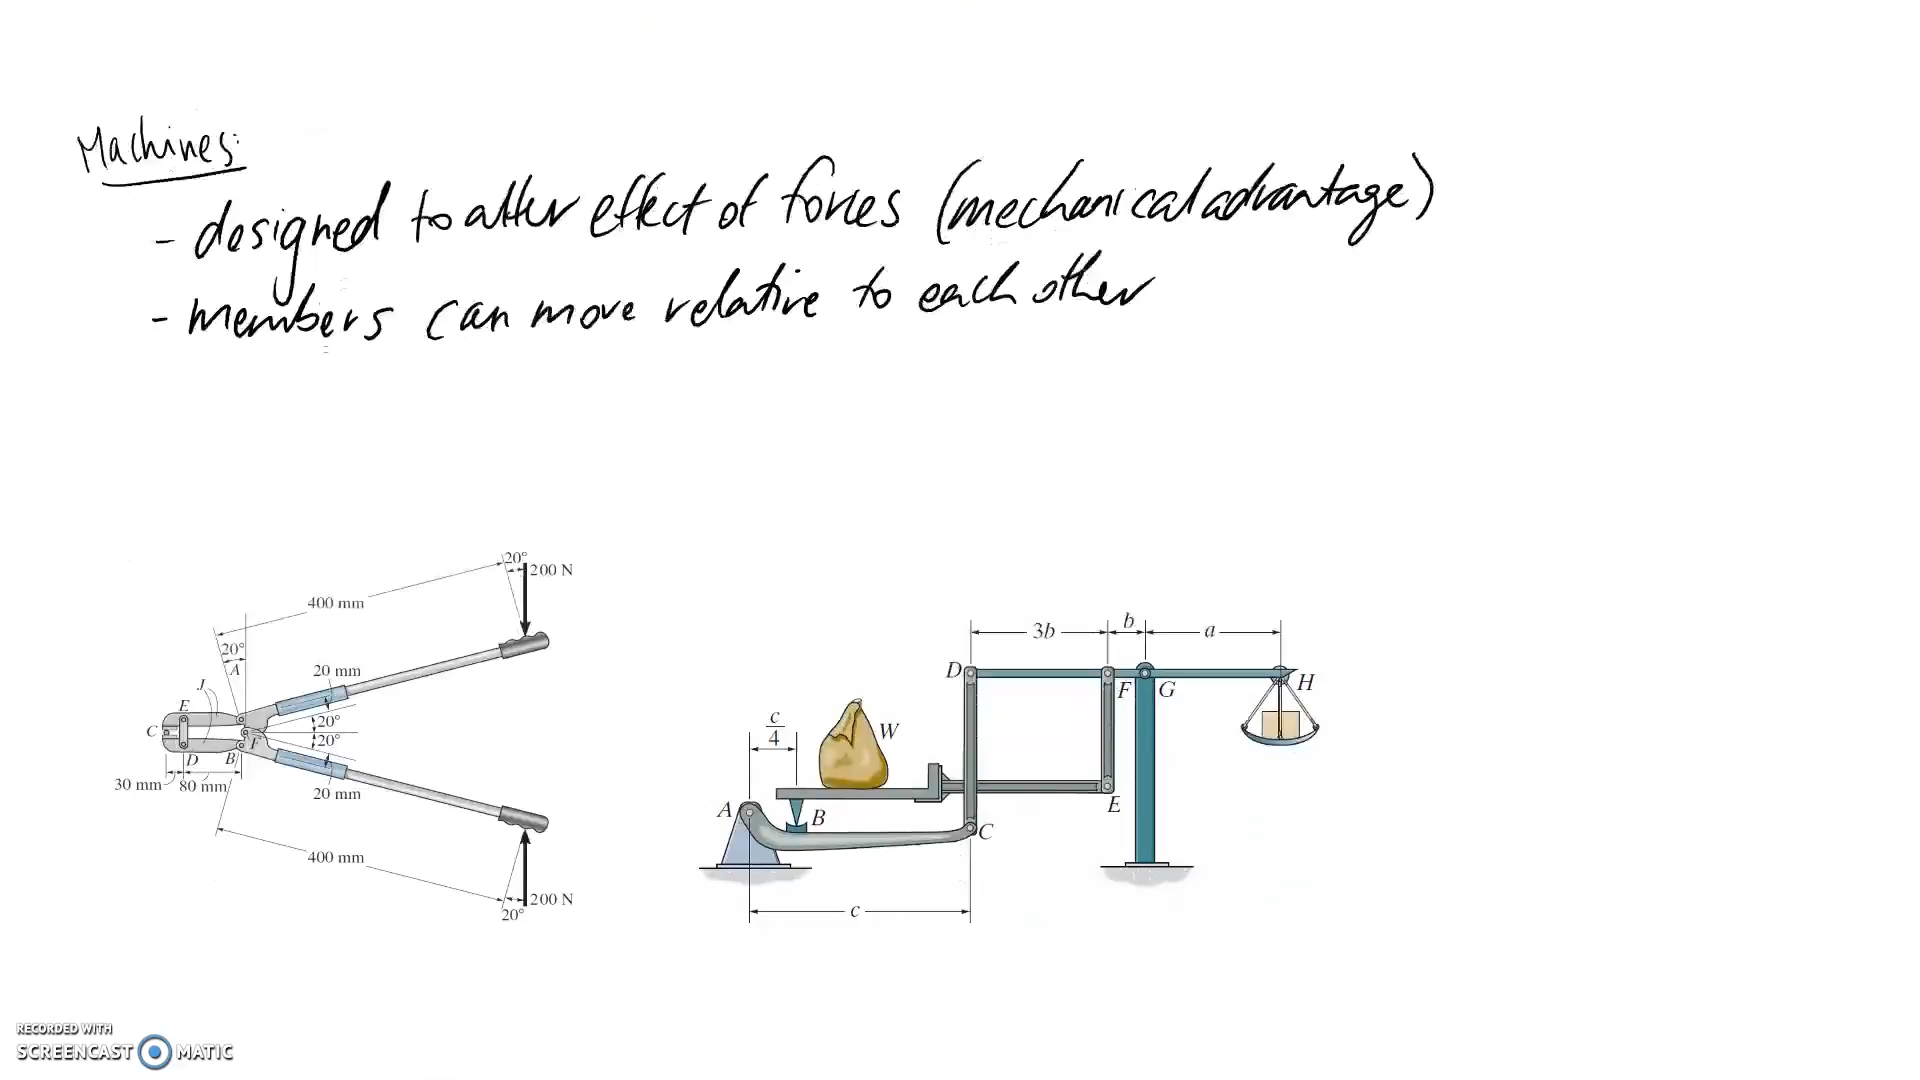 Machines:
- designed to alter effect of forces (mechanical advantage)
- members can move relative to each other
20°
200 N
400 mm
20°
A
20 mm
J
E
C
20°
20°
F
D
B
30 mm
80 mm
20 mm
400 mm
200 N
20°
3b
b
a
D
F
G
H
c/4
W
A
B
E
C
c
RECORDED WITH
SCREENCAST MATIC